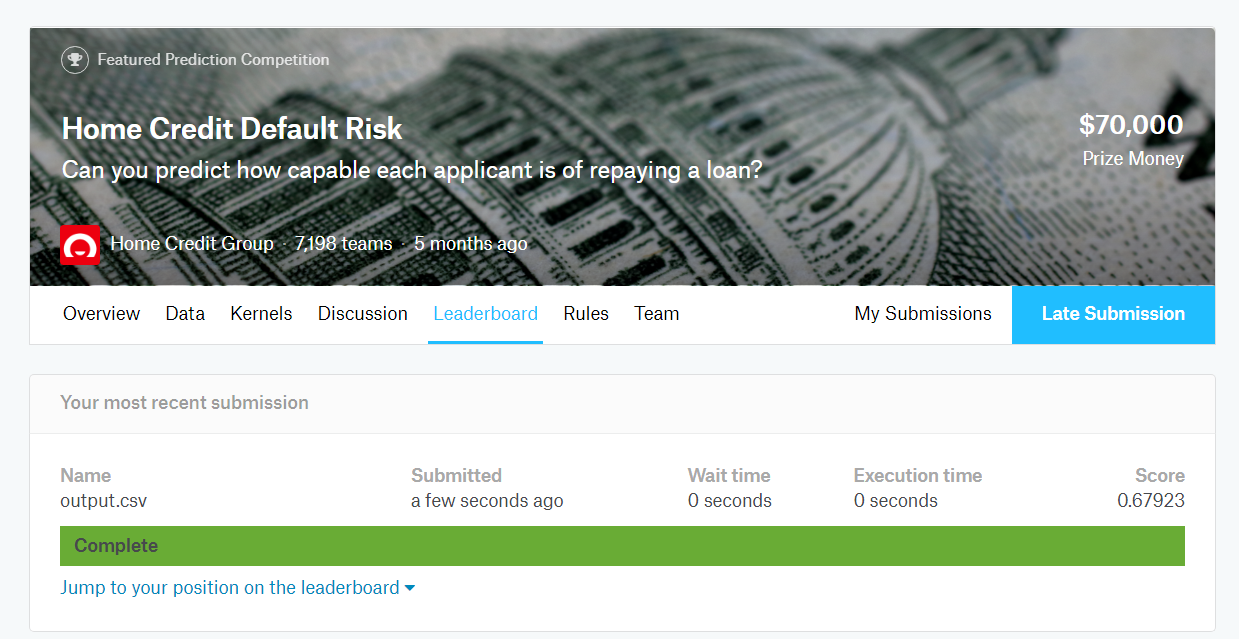 Featured Prediction Competition
Home Credit Default Risk
Can you predict how capable each applicant is of repaying a loan?
$70,000
Prize Money
Home Credit Group · 7,198 teams · 5 months ago
Overview Data Kernels Discussion Leaderboard Rules Team My Submissions Late Submission
Your most recent submission
Name Submitted Wait time Execution time Score
output.csv a few seconds ago 0 seconds 0 seconds 0.67923
Complete
Jump to your position on the leaderboard